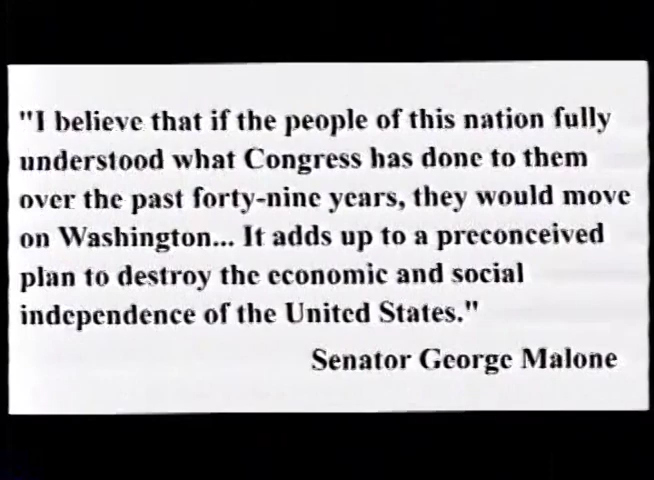 "I believe that if the people of this nation fully
understood what Congress has done to them
over the past forty-nine years, they would move
on Washington... It adds up to a preconceived
plan to destroy the economic and social
independence of the United States."
Senator George Malone